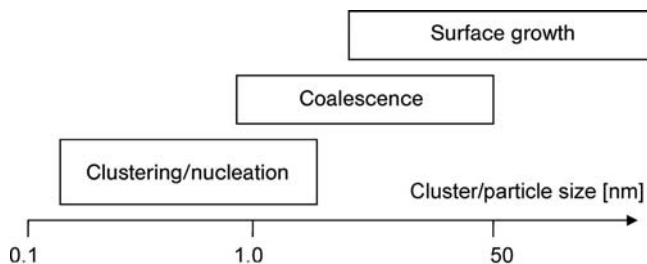 Surface growth
Coalescence
Clustering/nucleation
Cluster/particle size [nm]
0.1 1.0 50